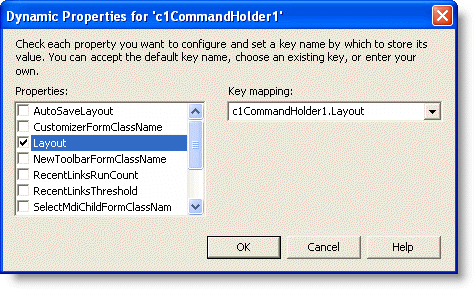 Dynamic Properties for 'c1CommandHolder1'
Check each property you want to configure and set a key name by which to store its
value. You can accept the default key name, choose an existing key, or enter your
own.
Properties:
Key mapping:
AutoSaveLayout
c1CommandHolder1.Layout
CustomizerFormClassName
Layout
NewToolbarFormClassName
RecentLinksRunCount
RecentLinksThreshold
SelectMdiChildFormClassNam
OK
Cancel
Help